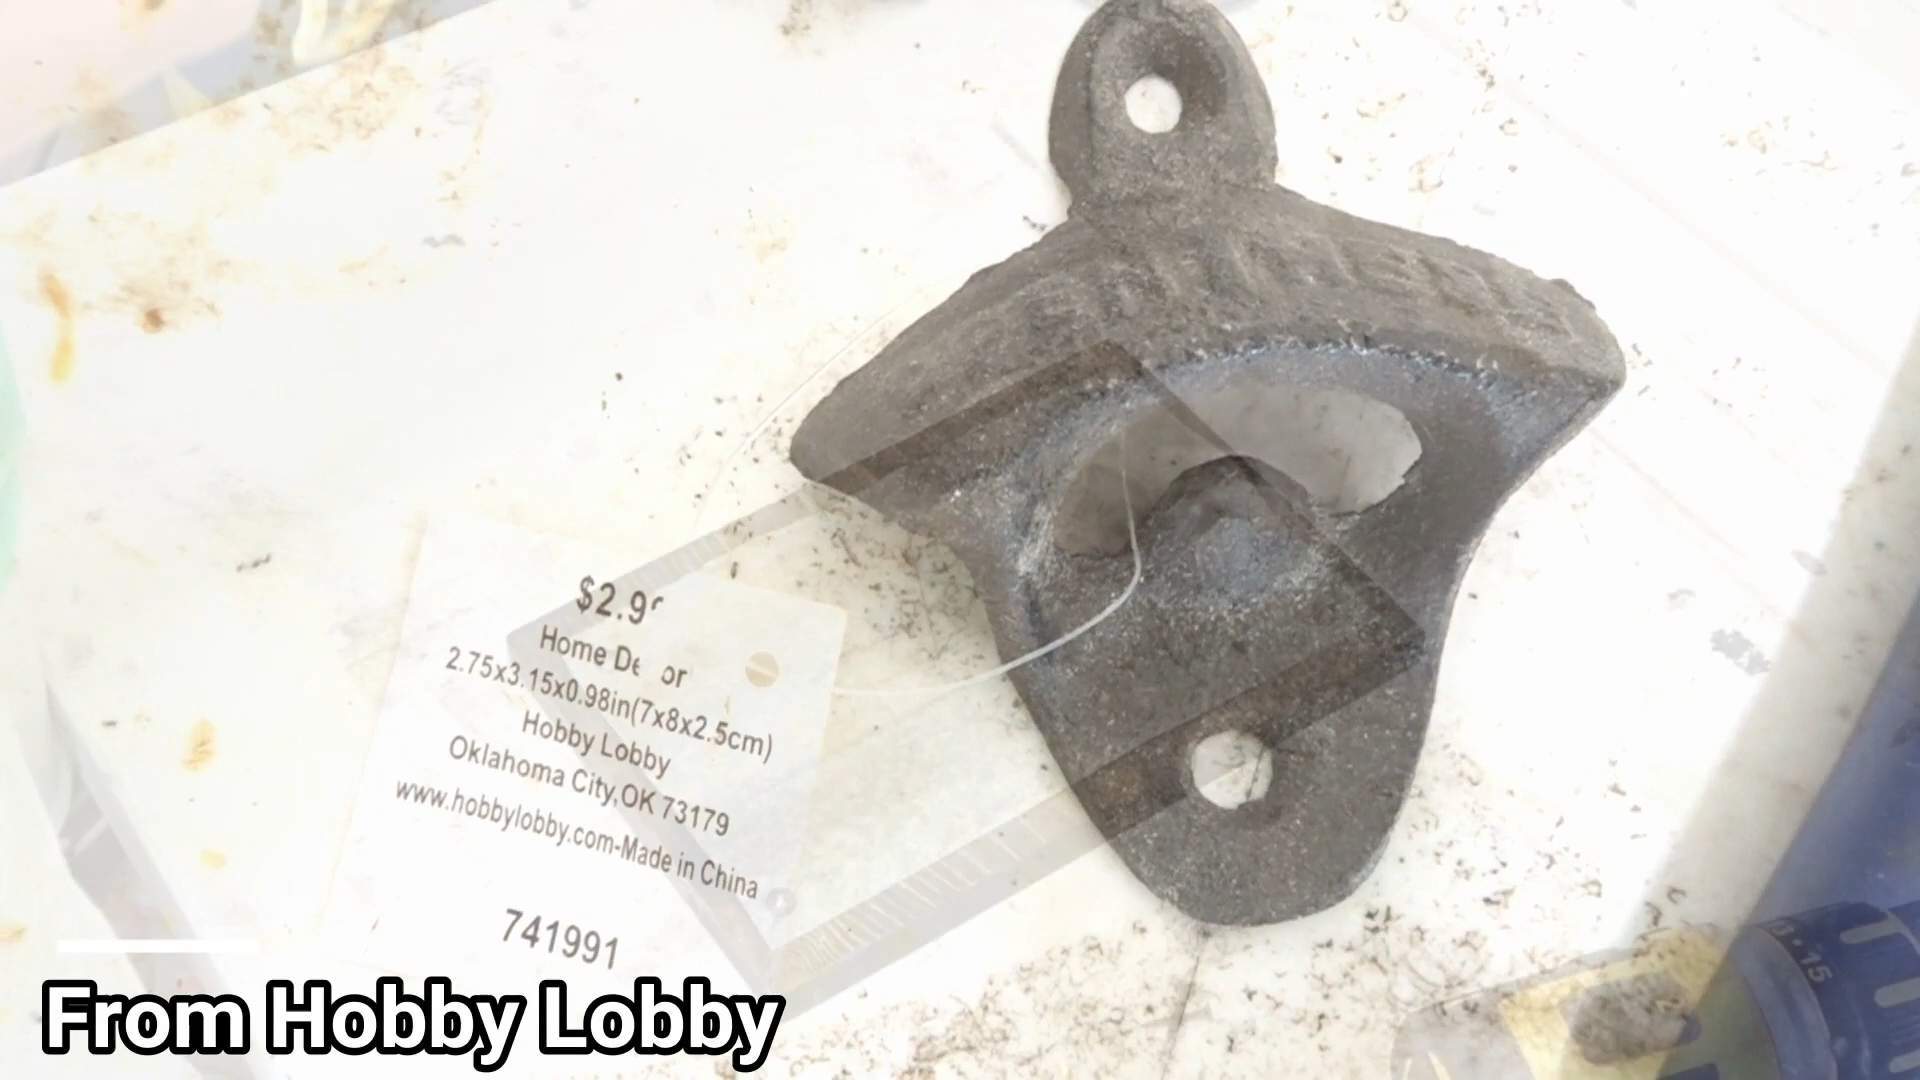 $2.9
Home De or
2.75x3.15x0.98in(7x8x2.5cm)
Hobby Lobby
Oklahoma City,OK 73179
www.hobbylobby.com-Made in China
741991
From Hobby Lobby